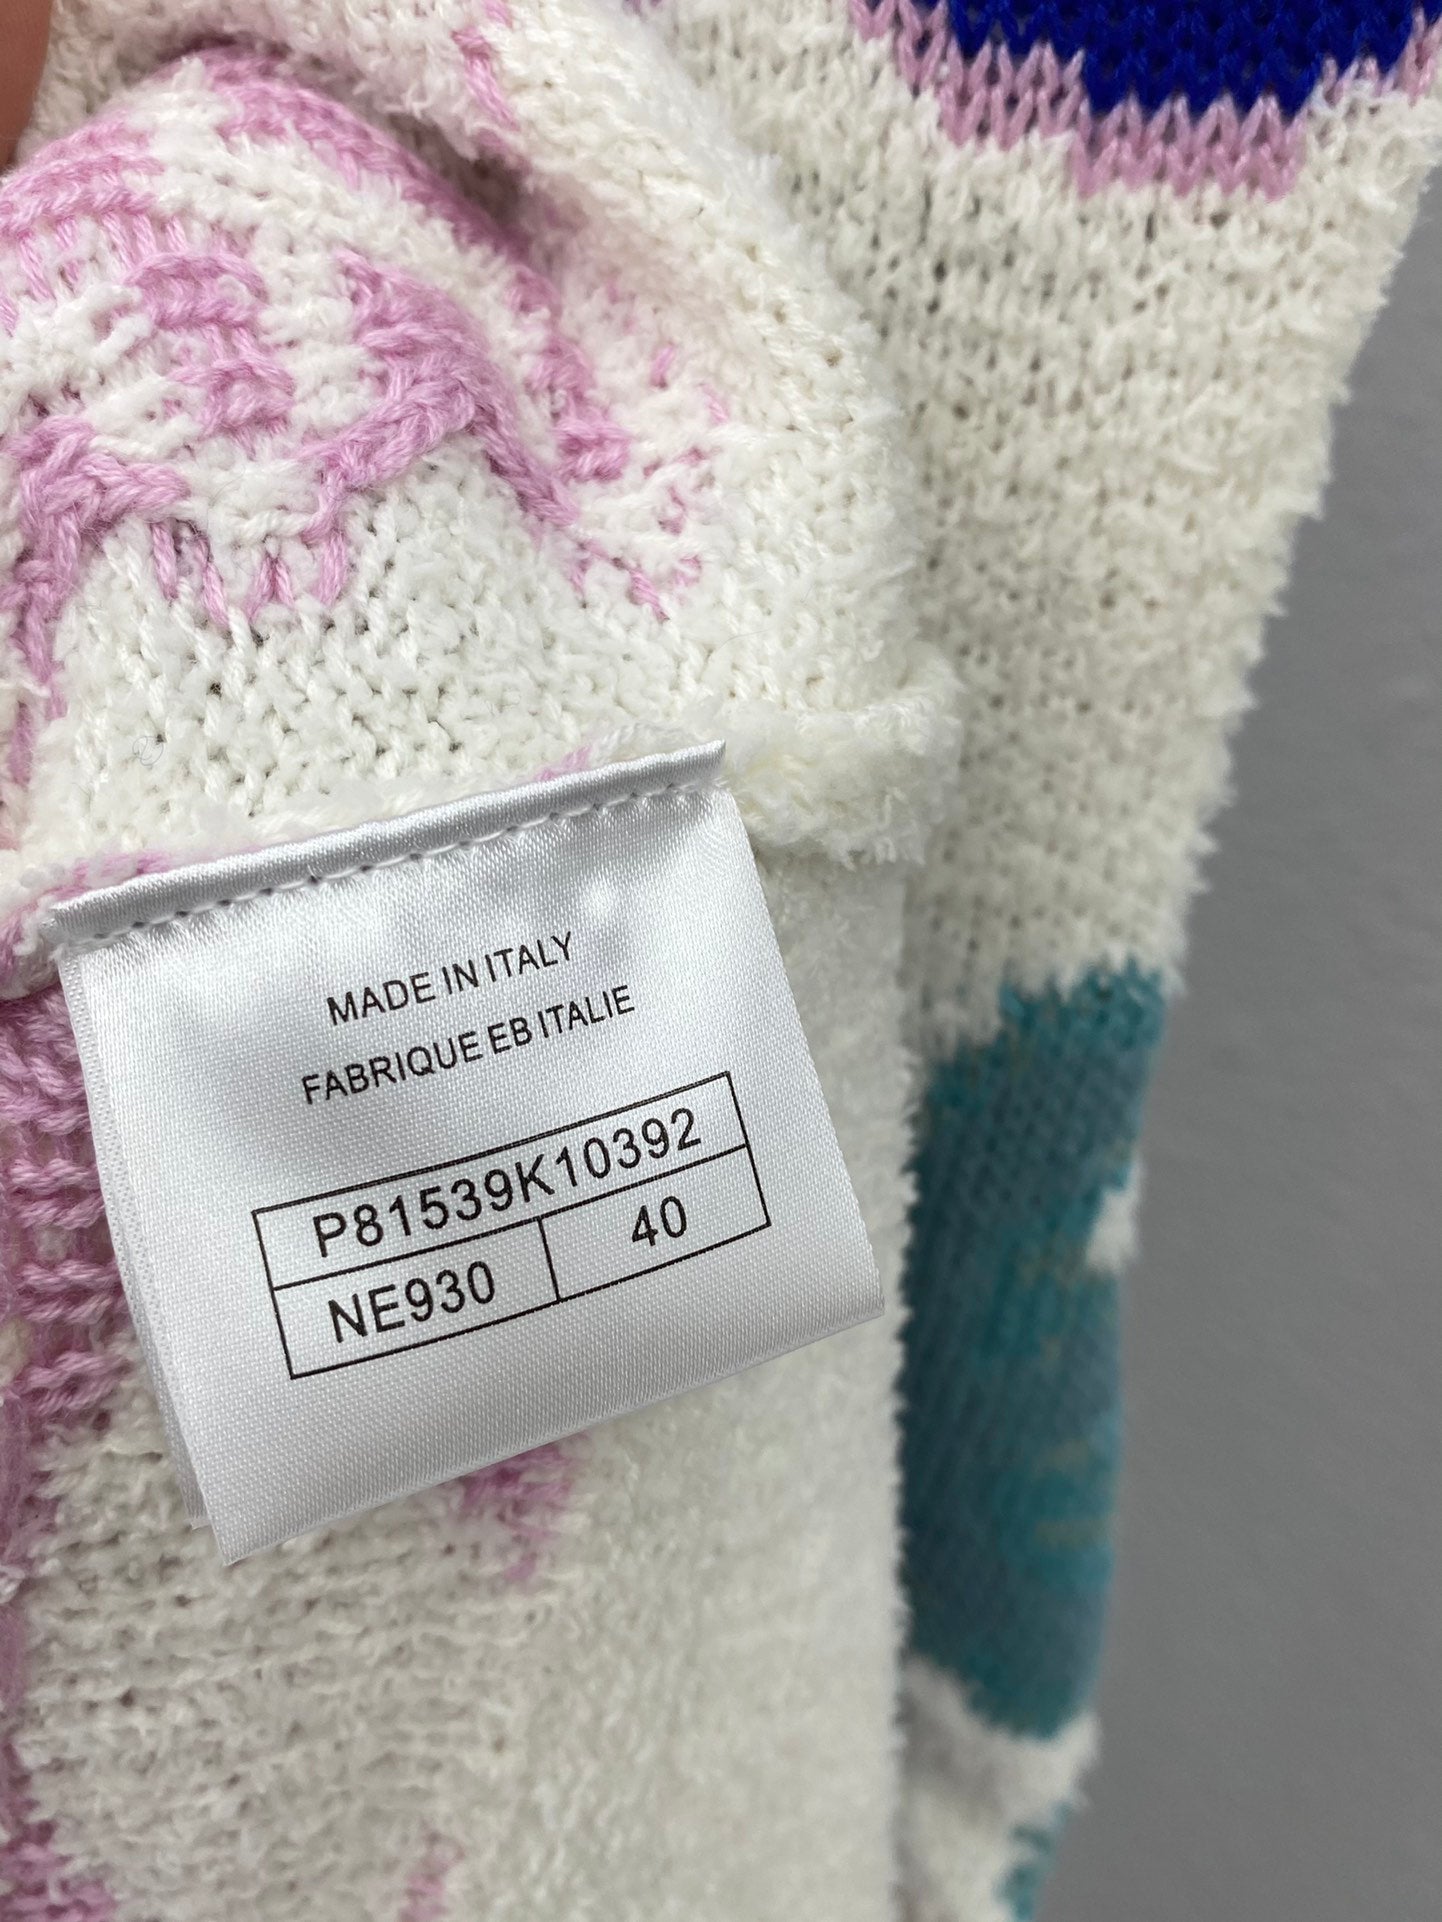 MADE IN ITALY
FABRIQUE EB ITALIE
P81539K10392
NE930 40